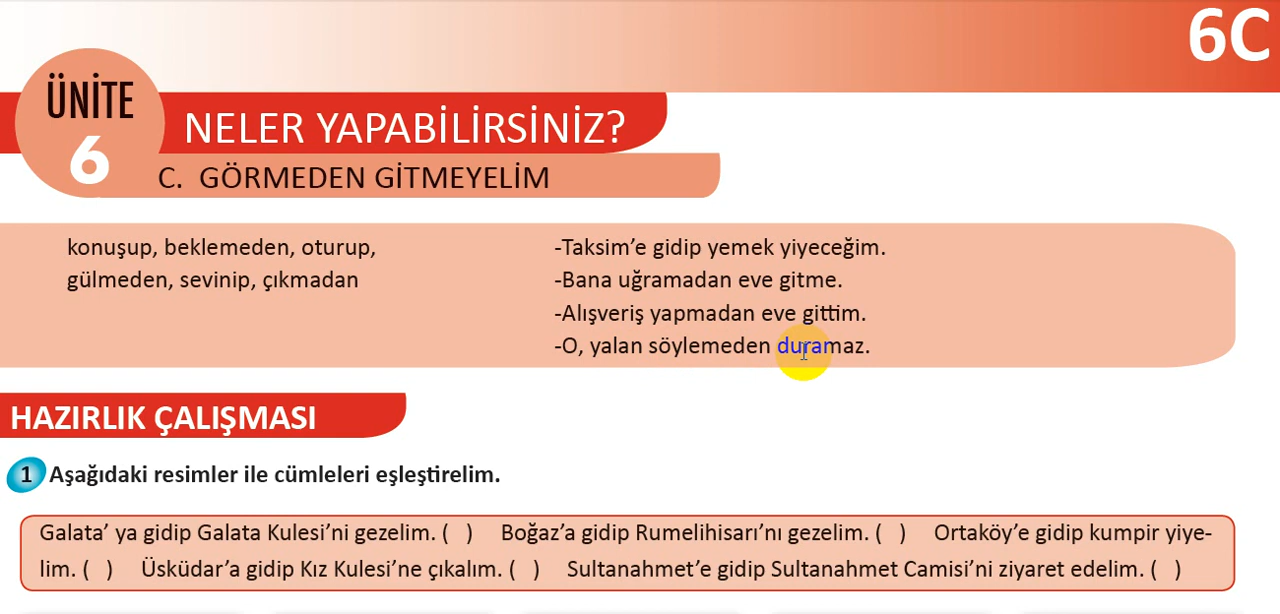 6C
ÜNİTE
6
NELER YAPABİLİRSİNİZ?
C. GÖRMEDEN GİTMEYELİM
konuşup, beklemeden, oturup,
gülmeden, sevinip, çıkmadan
-Taksim’e gidip yemek yiyeceğim.
-Bana uğramadan eve gitme.
-Alışveriş yapmadan eve gittim.
-O, yalan söylemeden duramaz.
HAZIRLIK ÇALIŞMASI
1 Aşağıdaki resimler ile cümleleri eşleştirelim.
Galata’ ya gidip Galata Kulesi’ni gezelim. ( ) Boğaz’a gidip Rumelihisarı’nı gezelim. ( ) Ortaköy’e gidip kumpir yiye-
lim. ( ) Üsküdar’a gidip Kız Kulesi’ne çıkalım. ( ) Sultanahmet’e gidip Sultanahmet Camisi’ni ziyaret edelim. ( )